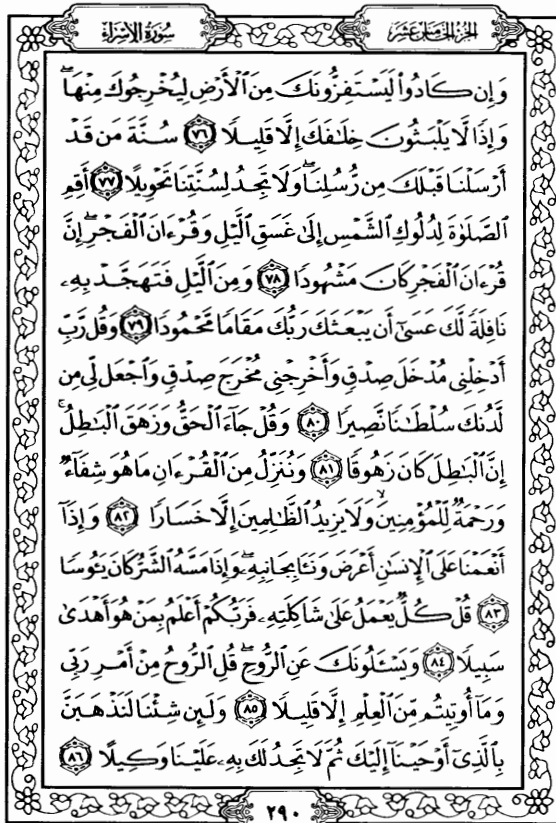 الجزء الخامس عشر
سورة الإسراء
وَإِن كَادُوا۟ لَيَسْتَفِزُّونَكَ مِنَ ٱلْأَرْضِ لِيُخْرِجُوكَ مِنْهَا ۖ
وَإِذًا لَّا يَلْبَثُونَ خِلَـٰفَكَ إِلَّا قَلِيلًا ٧٦ سُنَّةَ مَن قَدْ
أَرْسَلْنَا قَبْلَكَ مِن رُّسُلِنَا ۖ وَلَا تَجِدُ لِسُنَّتِنَا تَحْوِيلًا ٧٧ أَقِمِ
ٱلصَّلَوٰةَ لِدُلُوكِ ٱلشَّمْسِ إِلَىٰ غَسَقِ ٱلَّيْلِ وَقُرْءَانَ ٱلْفَجْرِ ۖ إِنَّ
قُرْءَانَ ٱلْفَجْرِ كَانَ مَشْهُودًا ٧٨ وَمِنَ ٱلَّيْلِ فَتَهَجَّدْ بِهِۦ
نَافِلَةً لَّكَ عَسَىٰٓ أَن يَبْعَثَكَ رَبُّكَ مَقَامًا مَّحْمُودًا ٧٩ وَقُل رَّبِّ
أَدْخِلْنِى مُدْخَلَ صِدْقٍ وَأَخْرِجْنِى مُخْرَجَ صِدْقٍ وَٱجْعَل لِّى مِن
لَّدُنكَ سُلْطَـٰنًا نَّصِيرًا ٨٠ وَقُلْ جَآءَ ٱلْحَقُّ وَزَهَقَ ٱلْبَـٰطِلُ ۚ
إِنَّ ٱلْبَـٰطِلَ كَانَ زَهُوقًا ٨١ وَنُنَزِّلُ مِنَ ٱلْقُرْءَانِ مَا هُوَ شِفَآءٌ
وَرَحْمَةٌ لِّلْمُؤْمِنِينَ ۙ وَلَا يَزِيدُ ٱلظَّـٰلِمِينَ إِلَّا خَسَارًا ٨٢ وَإِذَآ
أَنْعَمْنَا عَلَى ٱلْإِنسَـٰنِ أَعْرَضَ وَنَـَٔا بِجَانِبِهِۦ ۖ وَإِذَا مَسَّهُ ٱلشَّرُّ كَانَ يَـُٔوسًا
٨٣ قُلْ كُلٌّ يَعْمَلُ عَلَىٰ شَاكِلَتِهِۦ فَرَبُّكُمْ أَعْلَمُ بِمَنْ هُوَ أَهْدَىٰ
سَبِيلًا ٨٤ وَيَسْـَٔلُونَكَ عَنِ ٱلرُّوحِ ۖ قُلِ ٱلرُّوحُ مِنْ أَمْرِ رَبِّى
وَمَآ أُوتِيتُم مِّنَ ٱلْعِلْمِ إِلَّا قَلِيلًا ٨٥ وَلَئِن شِئْنَا لَنَذْهَبَنَّ
بِٱلَّذِىٓ أَوْحَيْنَآ إِلَيْكَ ثُمَّ لَا تَجِدُ لَكَ بِهِۦ عَلَيْنَا وَكِيلًا ٨٦
٢٩٠